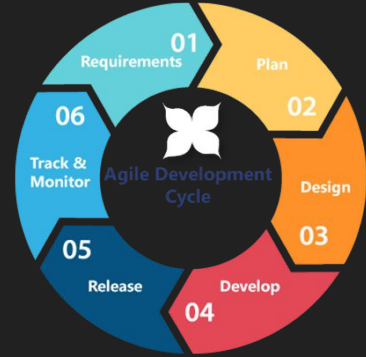 01
Requirements
Plan
02
Design
03
Develop
04
Release
05
Track &
Monitor
06
Agile Development
Cycle